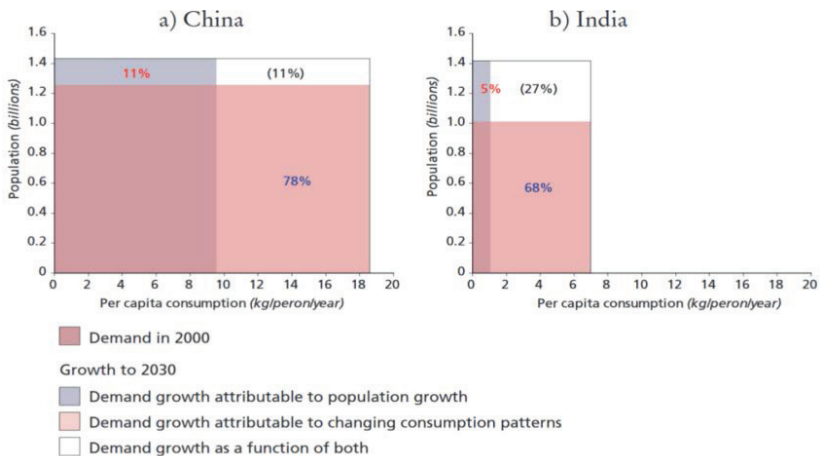 a) China
1.6
1.4
1.2
1.0
0.8
0.6
0.4
0.2
0
Population (billions)
11%
(11%)
78%
0 2 4 6 8 10 12 14 16 18 20
Per capita consumption (kg/peron/year)
b) India
1.6
1.4
1.2
1.0
0.8
0.6
0.4
0.2
0
Population (billions)
5%
(27%)
68%
0 2 4 6 8 10 12 14 16 18 20
Per capita consumption (kg/peron/year)
Demand in 2000
Growth to 2030
Demand growth attributable to population growth
Demand growth attributable to changing consumption patterns
Demand growth as a function of both